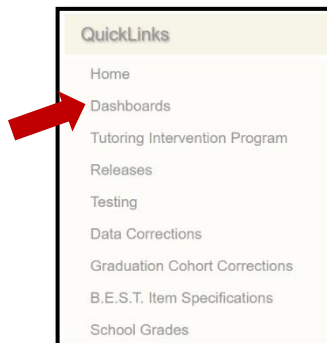 QuickLinks
Home
Dashboards
Tutoring Intervention Program
Releases
Testing
Data Corrections
Graduation Cohort Corrections
B.E.S.T. Item Specifications
School Grades